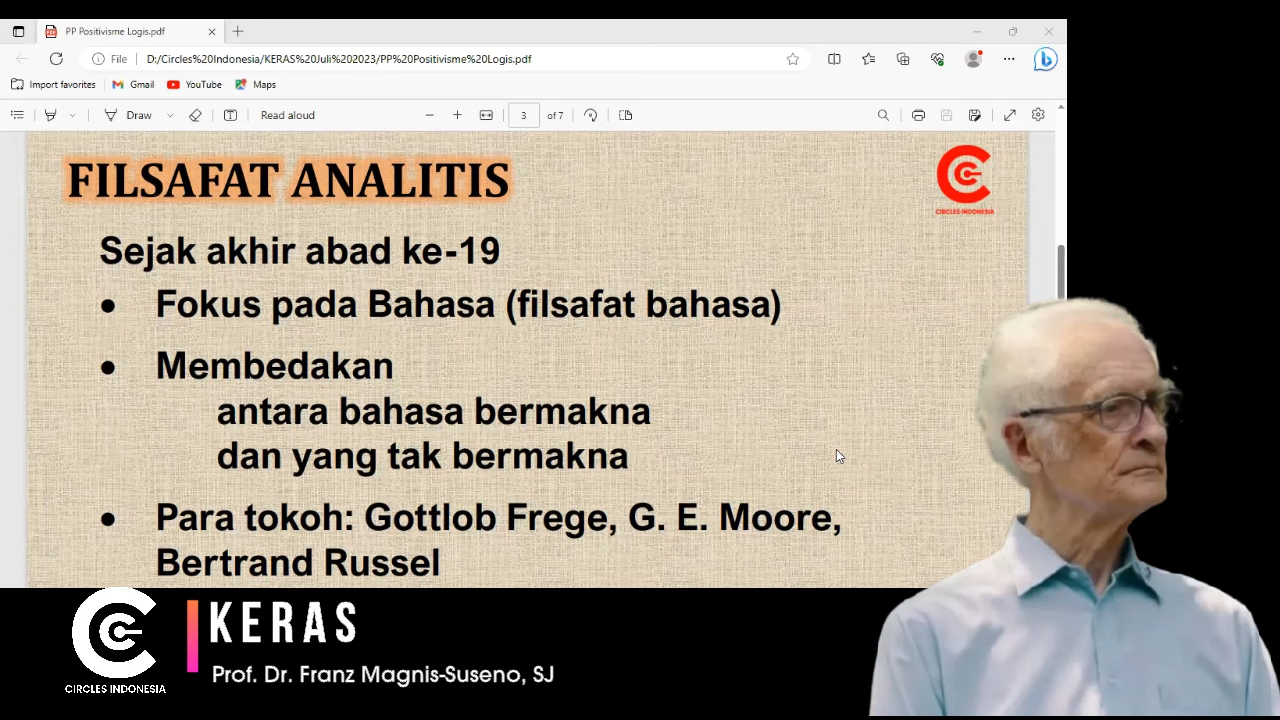 PP Positivisme Logis.pdf
File
D:/Circles%20Indonesia/KERAS%20Juli%202023/PP%20Positivisme%20Logis.pdf
Import favorites
Gmail
YouTube
Maps
Draw
Read aloud
3
of 7
FILSAFAT ANALITIS
CIRCLES INDONESIA
Sejak akhir abad ke-19
• Fokus pada Bahasa (filsafat bahasa)
• Membedakan
antara bahasa bermakna
dan yang tak bermakna
• Para tokoh: Gottlob Frege, G. E. Moore,
Bertrand Russel
KERAS
Prof. Dr. Franz Magnis-Suseno, SJ
CIRCLES INDONESIA